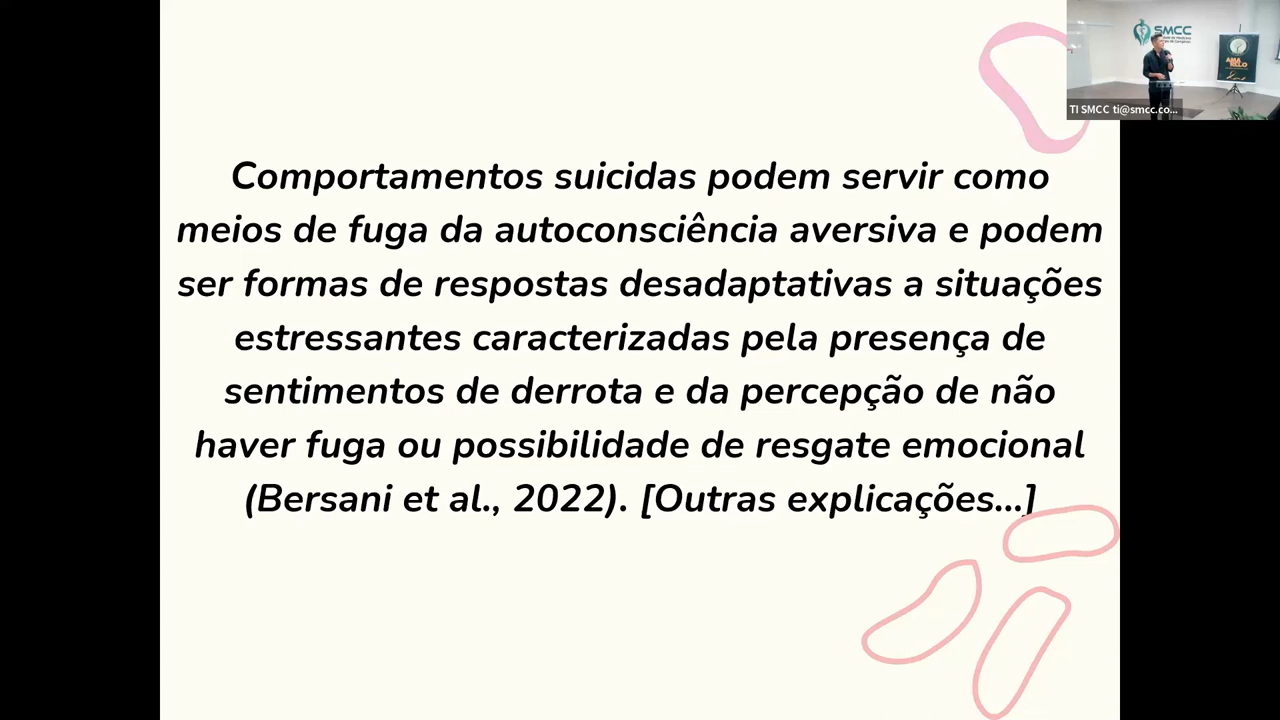 Comportamentos suicidas podem servir como
meios de fuga da autoconsciência aversiva e podem
ser formas de respostas desadaptativas a situações
estressantes caracterizadas pela presença de
sentimentos de derrota e da percepção de não
haver fuga ou possibilidade de resgate emocional
(Bersani et al., 2022). [Outras explicações...]
SMCC
TI SMCC ti@smcc.co...